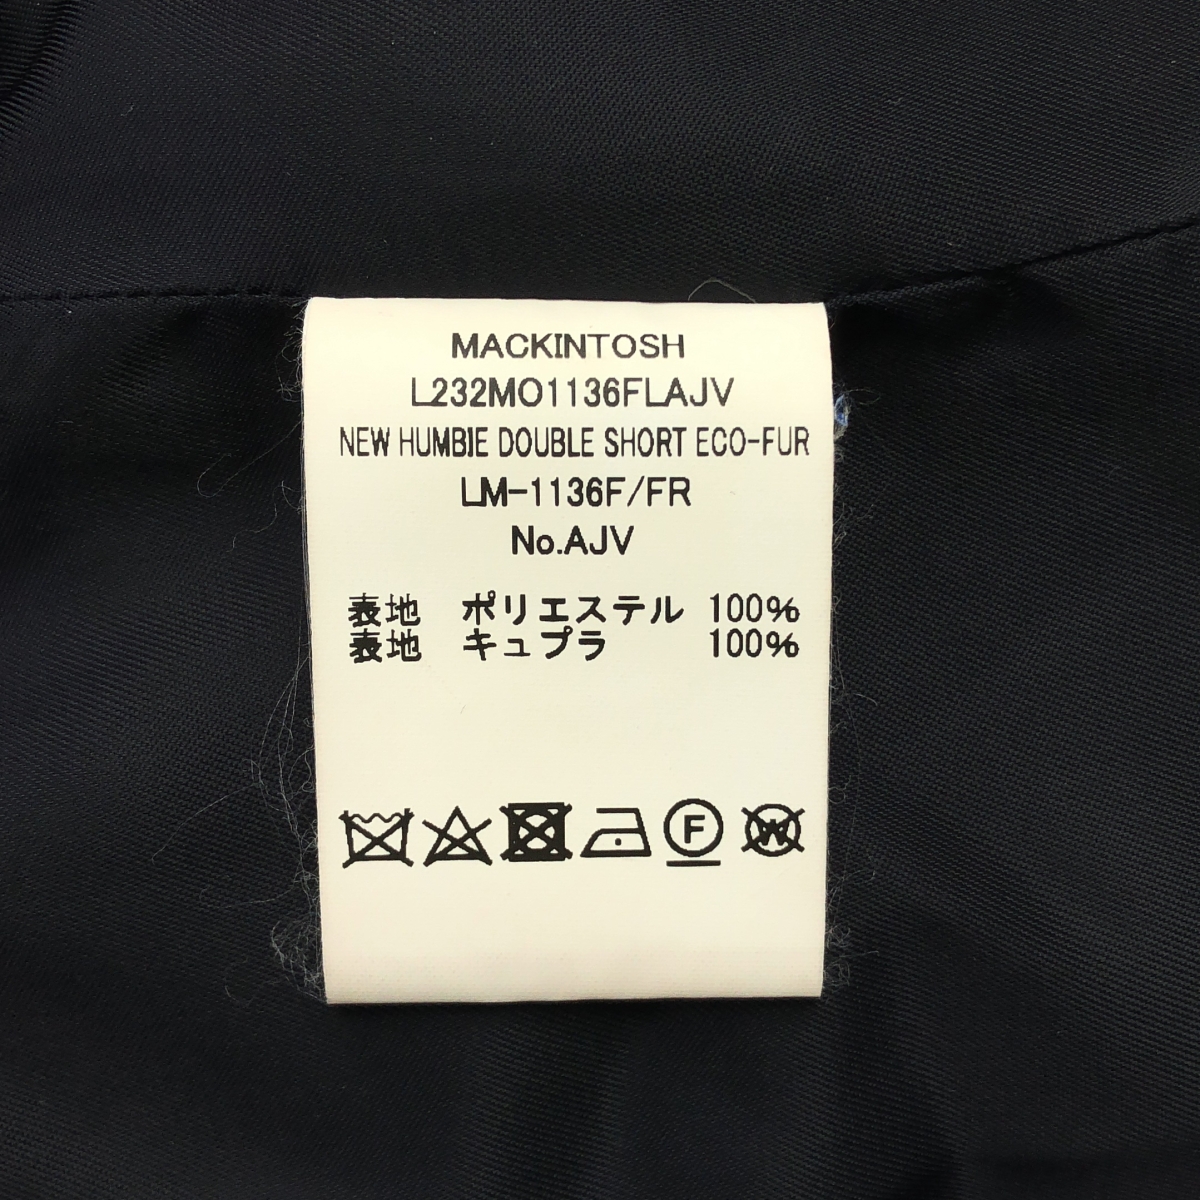 MACKINTOSH
L232MO1136FLAJV
NEW HUMBIE DOUBLE SHORT ECO-FUR
LM-1136F/FR
No.AJV
表地 ポリエステル 100%
表地 キュプラ 100%
F
W